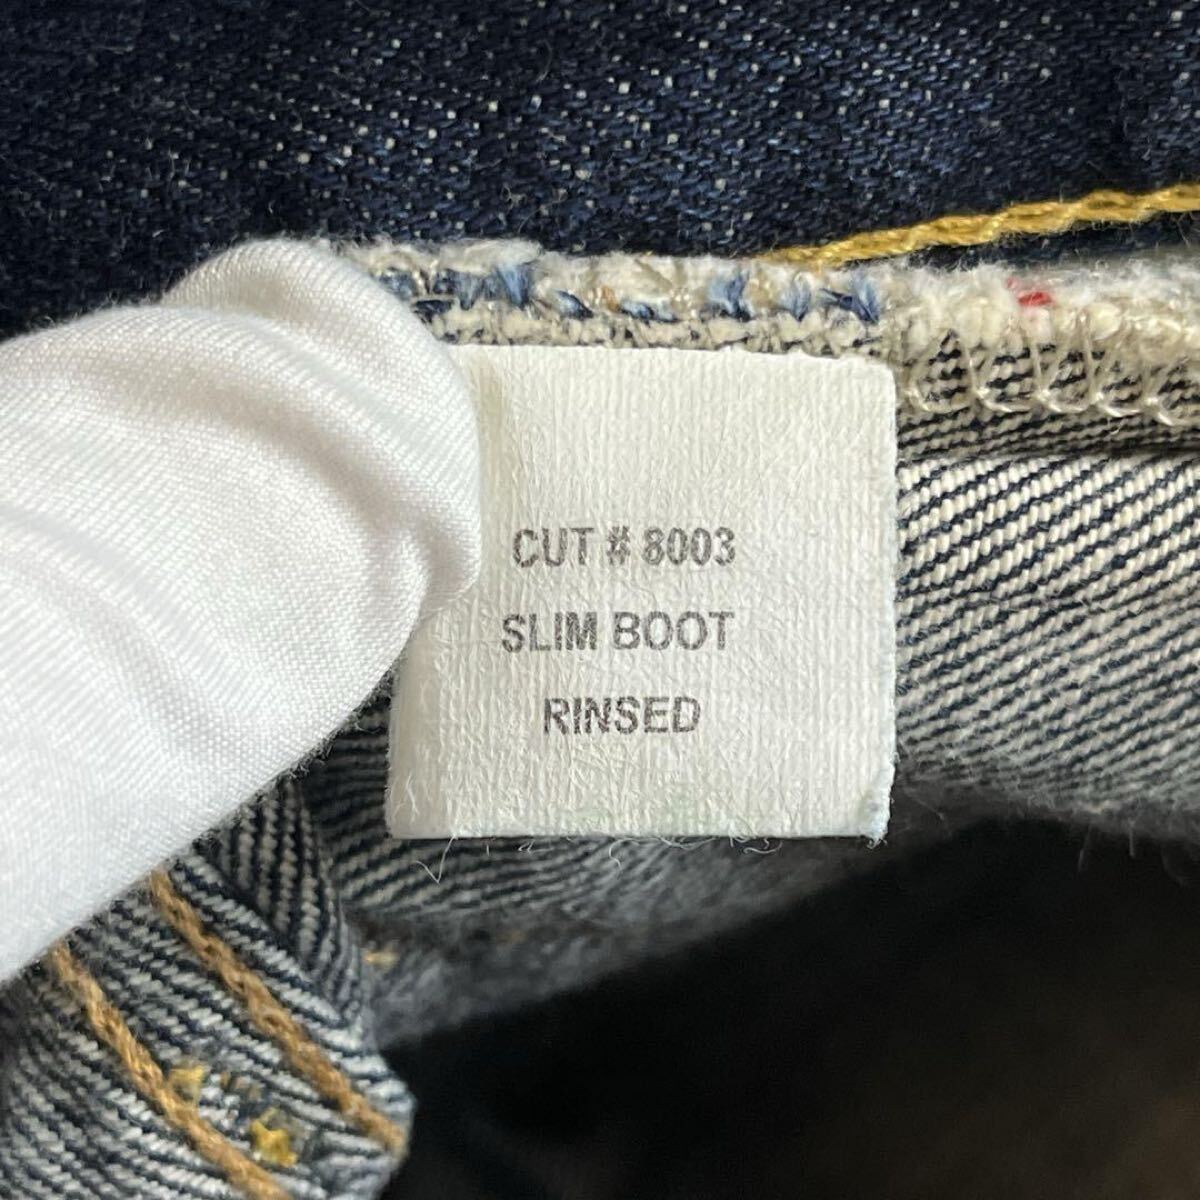 CUT # 8003
SLIM BOOT
RINSED